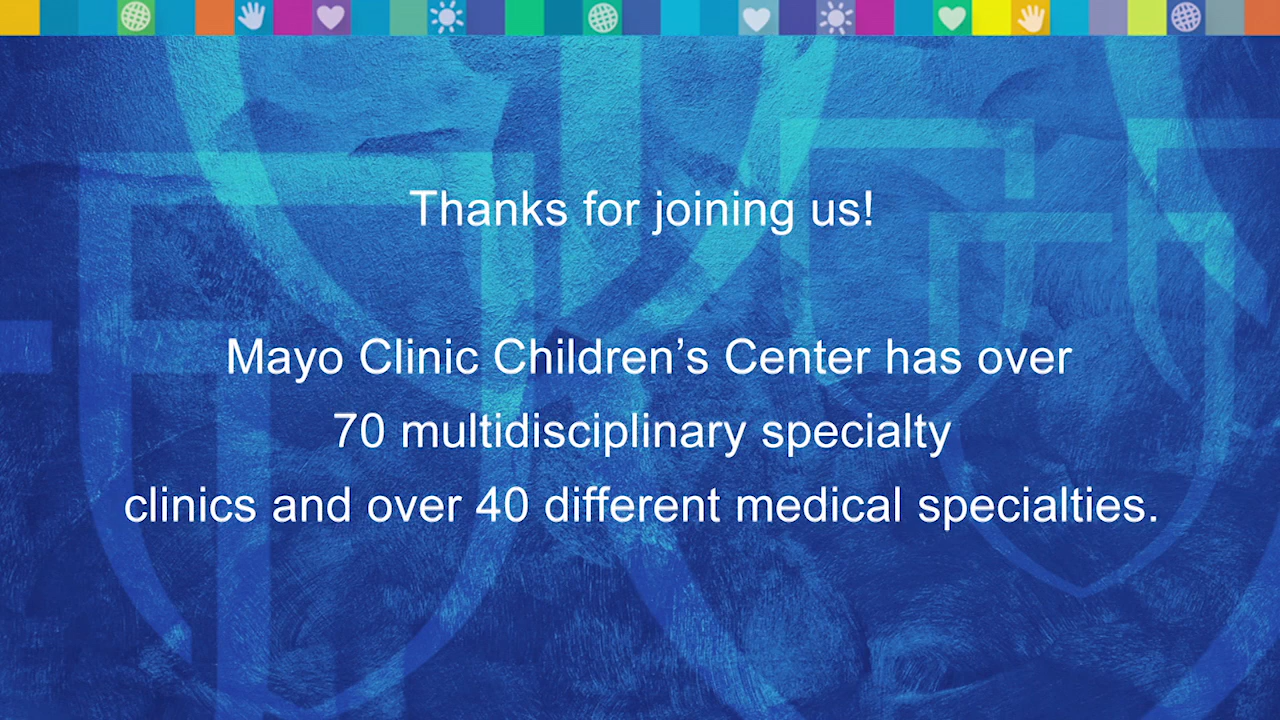 Thanks for joining us!
Mayo Clinic Children’s Center has over
70 multidisciplinary specialty
clinics and over 40 different medical specialties.